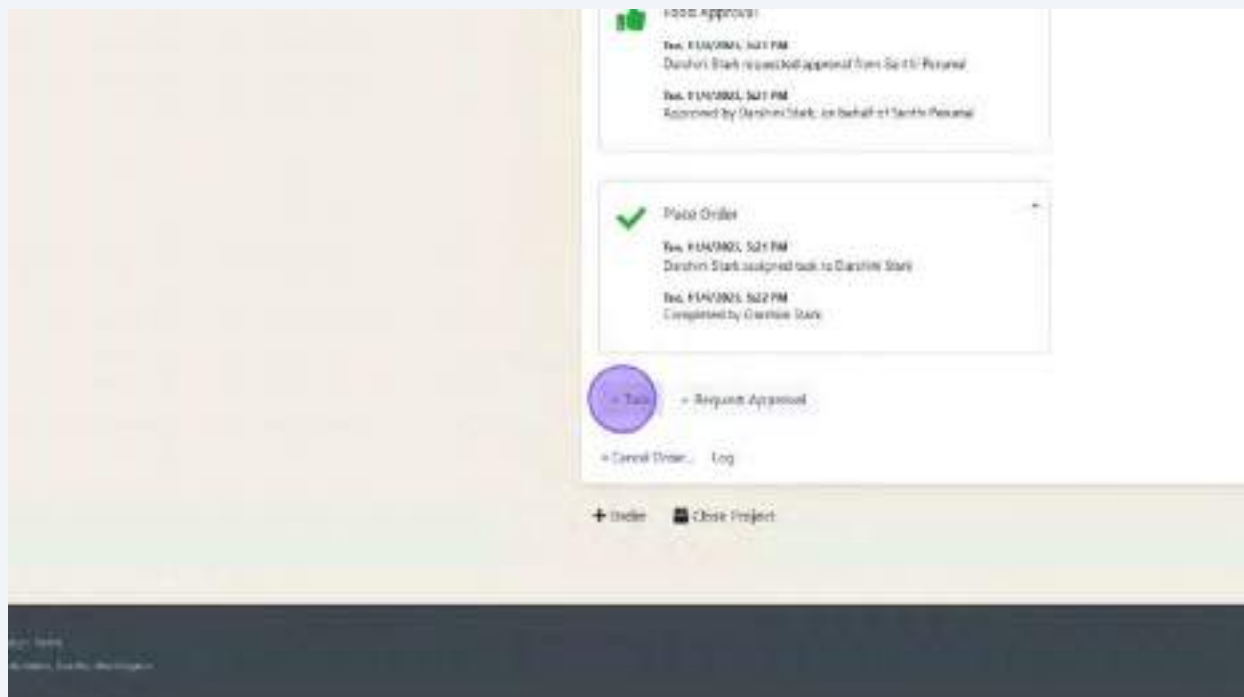 Approval
Tue, 11/4/2025, 5:21 PM
Darshini Stark requested approval from Santhi Perumal
Tue, 11/4/2025, 5:21 PM
Approved by Darshini Stark, on behalf of Santhi Perumal
Place Order
Tue, 11/4/2025, 5:21 PM
Darshini Stark assigned task to Darshini Stark
Tue, 11/4/2025, 5:22 PM
Completed by Darshini Stark
+ Task + Request Approval
× Cancel Order... Log
+ Order Close Project